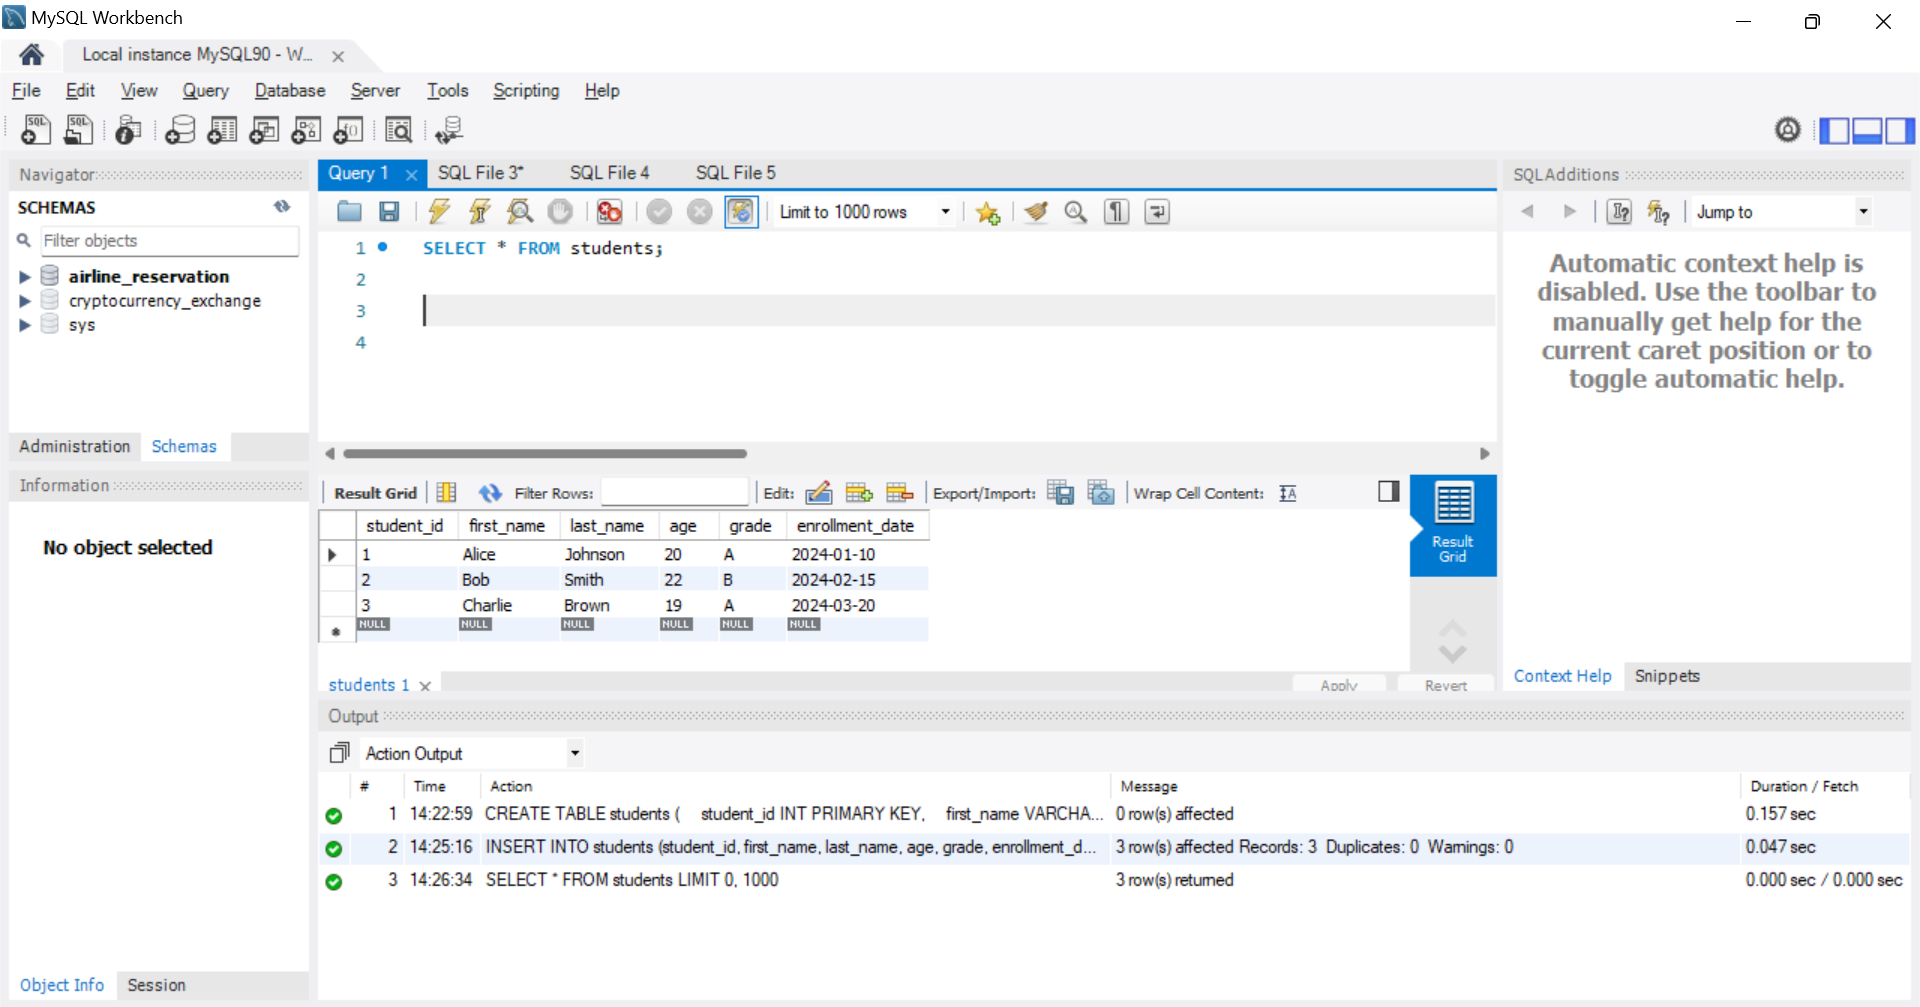 MySQL Workbench
Local instance MySQL90 - W...
File Edit View Query Database Server Tools Scripting Help
SQL SQL
Navigator
SCHEMAS
Filter objects
airline_reservation
cryptocurrency_exchange
sys
Administration Schemas
Information
No object selected
Object Info Session
Query 1 SQL File 3* SQL File 4 SQL File 5
Limit to 1000 rows
1 SELECT * FROM students;
2
3
4
Result Grid Filter Rows: Edit: Export/Import: Wrap Cell Content: IA
student_id first_name last_name age grade enrollment_date
1 Alice Johnson 20 A 2024-01-10
2 Bob Smith 22 B 2024-02-15
3 Charlie Brown 19 A 2024-03-20
NULL NULL NULL NULL NULL NULL
Result
Grid
students 1 Apply Revert
SQLAdditions
Jump to
Automatic context help is
disabled. Use the toolbar to
manually get help for the
current caret position or to
toggle automatic help.
Context Help Snippets
Output
Action Output
# Time Action Message Duration / Fetch
1 14:22:59 CREATE TABLE students ( student_id INT PRIMARY KEY, first_name VARCHA... 0 row(s) affected 0.157 sec
2 14:25:16 INSERT INTO students (student_id, first_name, last_name, age, grade, enrollment_d... 3 row(s) affected Records: 3 Duplicates: 0 Warnings: 0 0.047 sec
3 14:26:34 SELECT * FROM students LIMIT 0, 1000 3 row(s) returned 0.000 sec / 0.000 sec